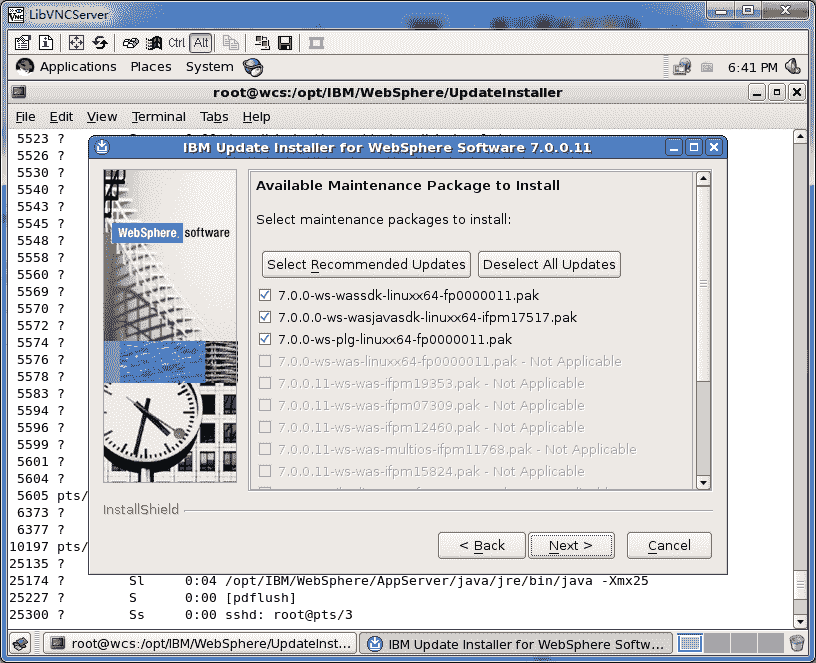 LibVNCServer
Ctrl Alt
Applications Places System 6:41 PM
root@wcs:/opt/IBM/WebSphere/UpdateInstaller
File Edit View Terminal Tabs Help
5523 ?
5526 ?
IBM Update Installer for WebSphere Software 7.0.0.11
5530 ?
5540 ?
5543 ?
5545 ?
5548 ?
5558 ?
5560 ?
5569 ?
5570 ?
5572 ?
5574 ?
5576 ?
5578 ?
5583 ?
5594 ?
5596 ?
5599 ?
5601 ?
5604 ?
5605 pts/
6373 ?
6377 ?
10197 pts/
25135 ?
WebSphere. software
Available Maintenance Package to Install
Select maintenance packages to install:
Select Recommended Updates Deselect All Updates
7.0.0-ws-wassdk-linuxx64-fp0000011.pak
7.0.0.0-ws-wasjavasdk-linuxx64-ifpm17517.pak
7.0.0-ws-plg-linuxx64-fp0000011.pak
7.0.0-ws-was-linuxx64-fp0000011.pak - Not Applicable
7.0.0.11-ws-was-ifpm19353.pak - Not Applicable
7.0.0.11-ws-was-ifpm07309.pak - Not Applicable
7.0.0.11-ws-was-ifpm12460.pak - Not Applicable
7.0.0.11-ws-was-multios-ifpm11768.pak - Not Applicable
7.0.0.11-ws-was-ifpm15824.pak - Not Applicable
InstallShield
< Back Next > Cancel
25174 ? Sl 0:04 /opt/IBM/WebSphere/AppServer/java/jre/bin/java -Xmx25
25227 ? S 0:00 [pdflush]
25300 ? Ss 0:00 sshd: root@pts/3
root@wcs:/opt/IBM/WebSphere/UpdateInst... IBM Update Installer for WebSphere Softw...